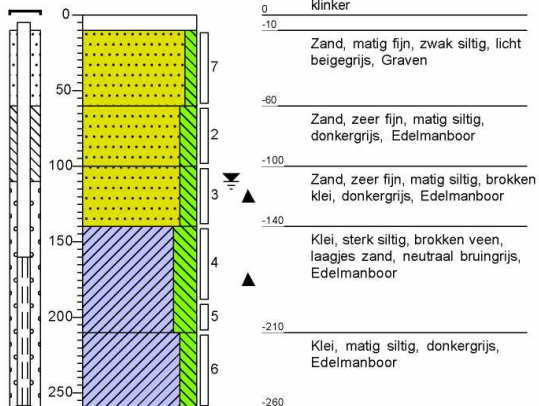 klinker
0
0
-10
Zand, matig fijn, zwak siltig, licht
beigegrijs, Graven
7
50
-60
Zand, zeer fijn, matig siltig,
donkergrijs, Edelmanboor
2
100
-100
Zand, zeer fijn, matig siltig, brokken
klei, donkergrijs, Edelmanboor
3
-140
150
Klei, sterk siltig, brokken veen,
laagjes zand, neutraal bruingrijs,
Edelmanboor
4
200
5
-210
Klei, matig siltig, donkergrijs,
Edelmanboor
6
250
-260